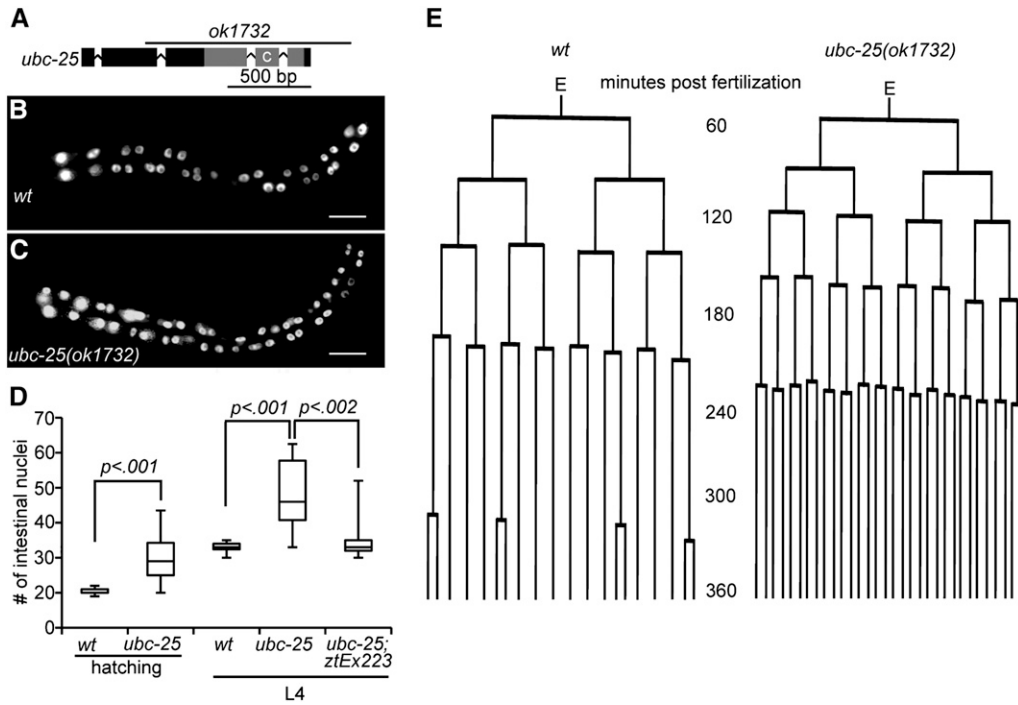 A
ok1732
ubc-25
C
500 bp
B
wt
C
ubc-25(ok1732)
D
# of intestinal nuclei
70
60
50
40
30
20
10
0
p<.001
p<.001
p<.002
wt
ubc-25
hatching
wt
ubc-25
ubc-25;
ztEx223
L4
E
wt
ubc-25(ok1732)
E
minutes post fertilization
E
60
120
180
240
300
360